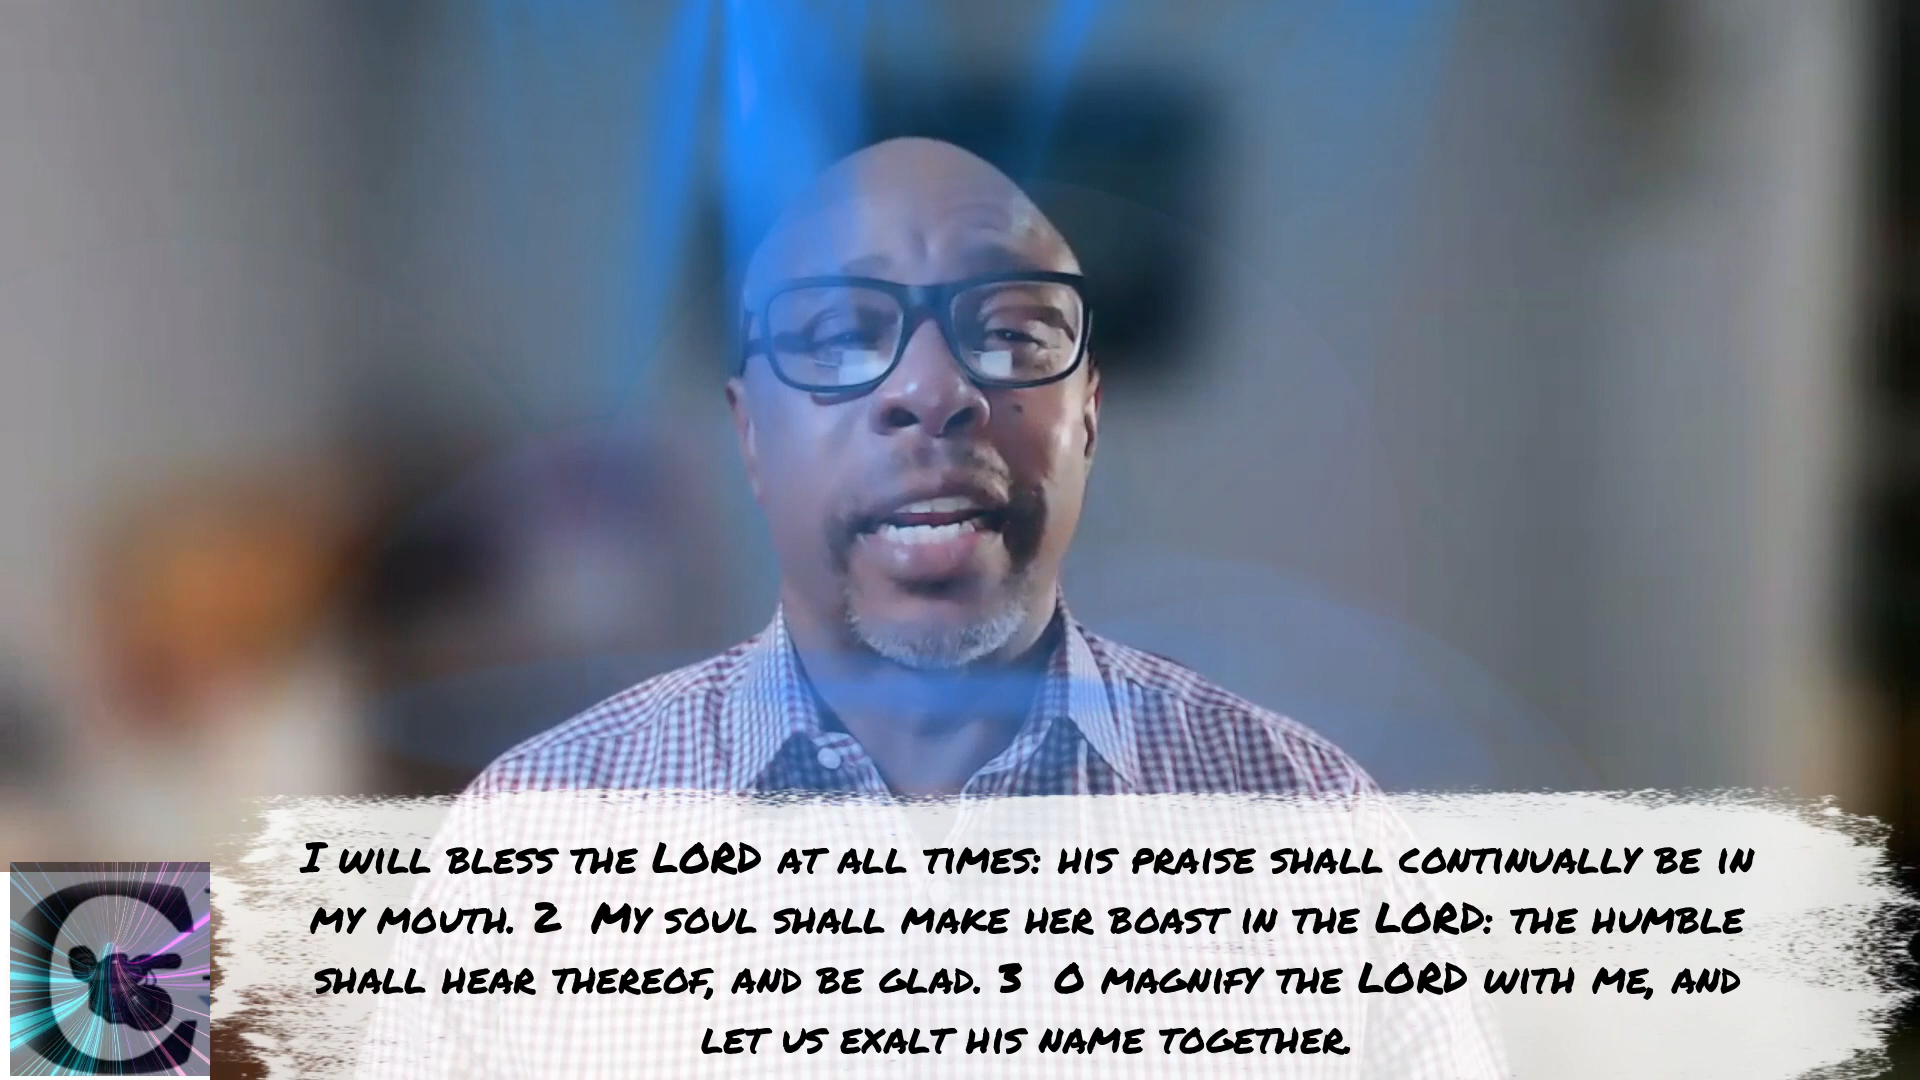 I WILL BLESS THE LORD AT ALL TIMES: HIS PRAISE SHALL CONTINUALLY BE IN
MY MOUTH. 2 MY SOUL SHALL MAKE HER BOAST IN THE LORD: THE HUMBLE
SHALL HEAR THEREOF, AND BE GLAD. 3 O MAGNIFY THE LORD WITH ME, AND
LET US EXALT HIS NAME TOGETHER.
C